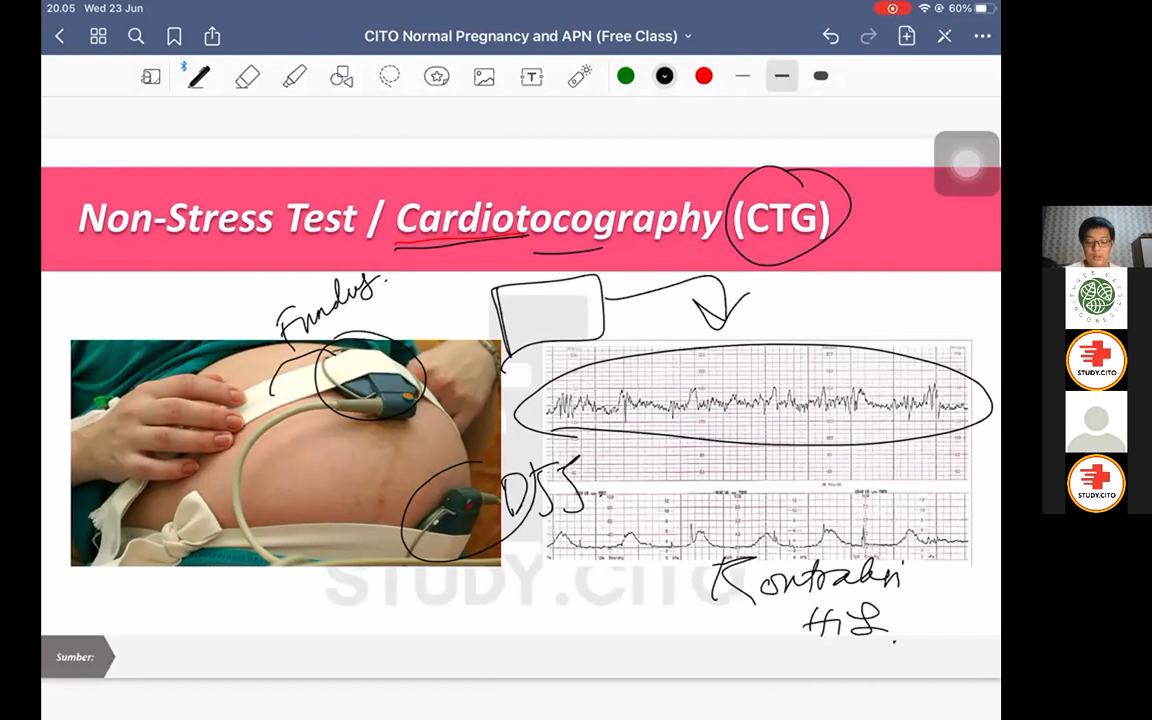 20.05 Wed 23 Jun
60%
CITO Normal Pregnancy and APN (Free Class)
T
Non-Stress Test / Cardiotocography (CTG)
Fundus.
DJJ
Kontraksi
HIS.
STUDY.CITO
Sumber:
STUDY.CITO
STUDY.CITO